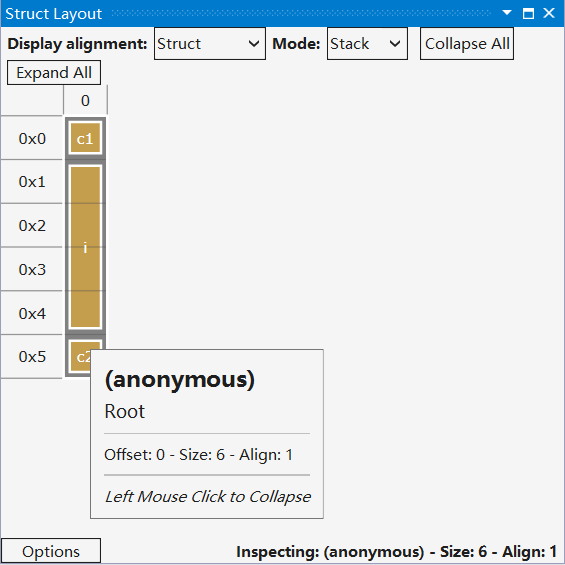 Struct Layout
Display alignment: Struct Mode: Stack Collapse All
Expand All
0
0x0 c1
0x1
0x2
i
0x3
0x4
0x5 c2
(anonymous)
Root
Offset: 0 - Size: 6 - Align: 1
Left Mouse Click to Collapse
Options Inspecting: (anonymous) - Size: 6 - Align: 1